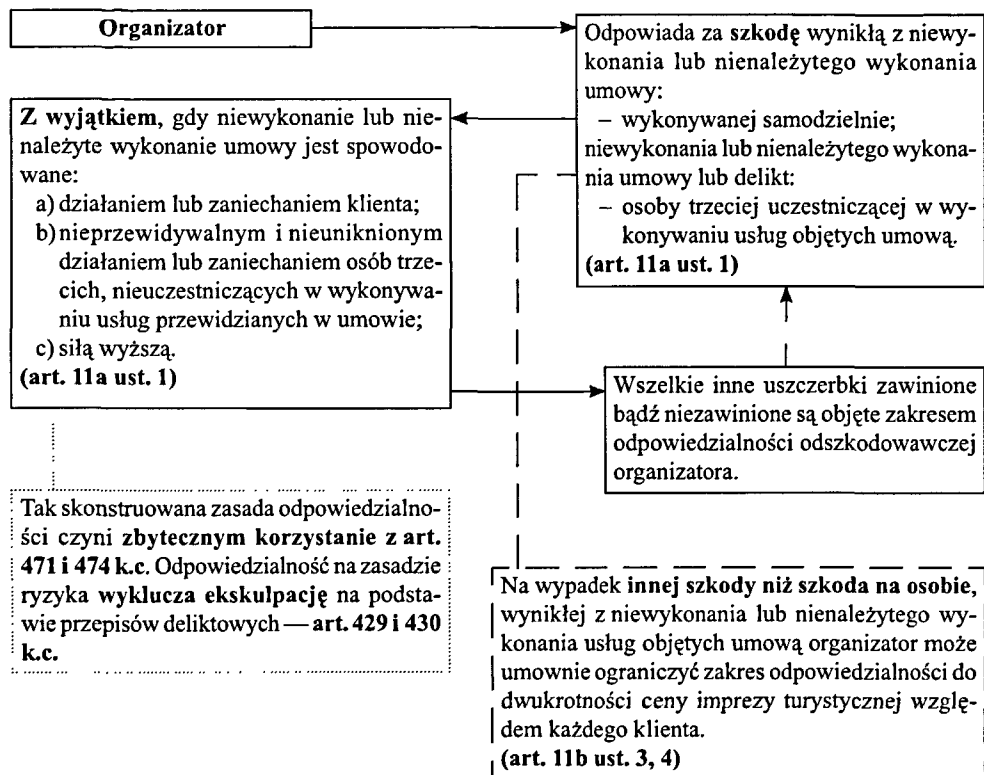 Organizator
Odpowiada za szkodę wynikłą z niewy-
konania lub nienależytego wykonania
umowy:
– wykonywanej samodzielnie;
niewykonania lub nienależytego wykona-
nia umowy lub delikt:
– osoby trzeciej uczestniczącej w wy-
konywaniu usług objętych umową.
(art. 11a ust. 1)
Z wyjątkiem, gdy niewykonanie lub nie-
należyte wykonanie umowy jest spowodo-
wane:
a) działaniem lub zaniechaniem klienta;
b) nieprzewidywalnym i nieuniknionym
działaniem lub zaniechaniem osób trze-
cich, nieuczestniczących w wykonywa-
niu usług przewidzianych w umowie;
c) siłą wyższą.
(art. 11a ust. 1)
Wszelkie inne uszczerbki zawinione
bądź niezawinione są objęte zakresem
odpowiedzialności odszkodowawczej
organizatora.
Tak skonstruowana zasada odpowiedzialno-
ści czyni zbytecznym korzystanie z art.
471 i 474 k.c. Odpowiedzialność na zasadzie
ryzyka wyklucza ekskulpację na podsta-
wie przepisów deliktowych — art. 429 i 430
k.c.
Na wypadek innej szkody niż szkoda na osobie,
wynikłej z niewykonania lub nienależytego wy-
konania usług objętych umową organizator może
umownie ograniczyć zakres odpowiedzialności do
dwukrotności ceny imprezy turystycznej wzglę-
dem każdego klienta.
(art. 11b ust. 3, 4)